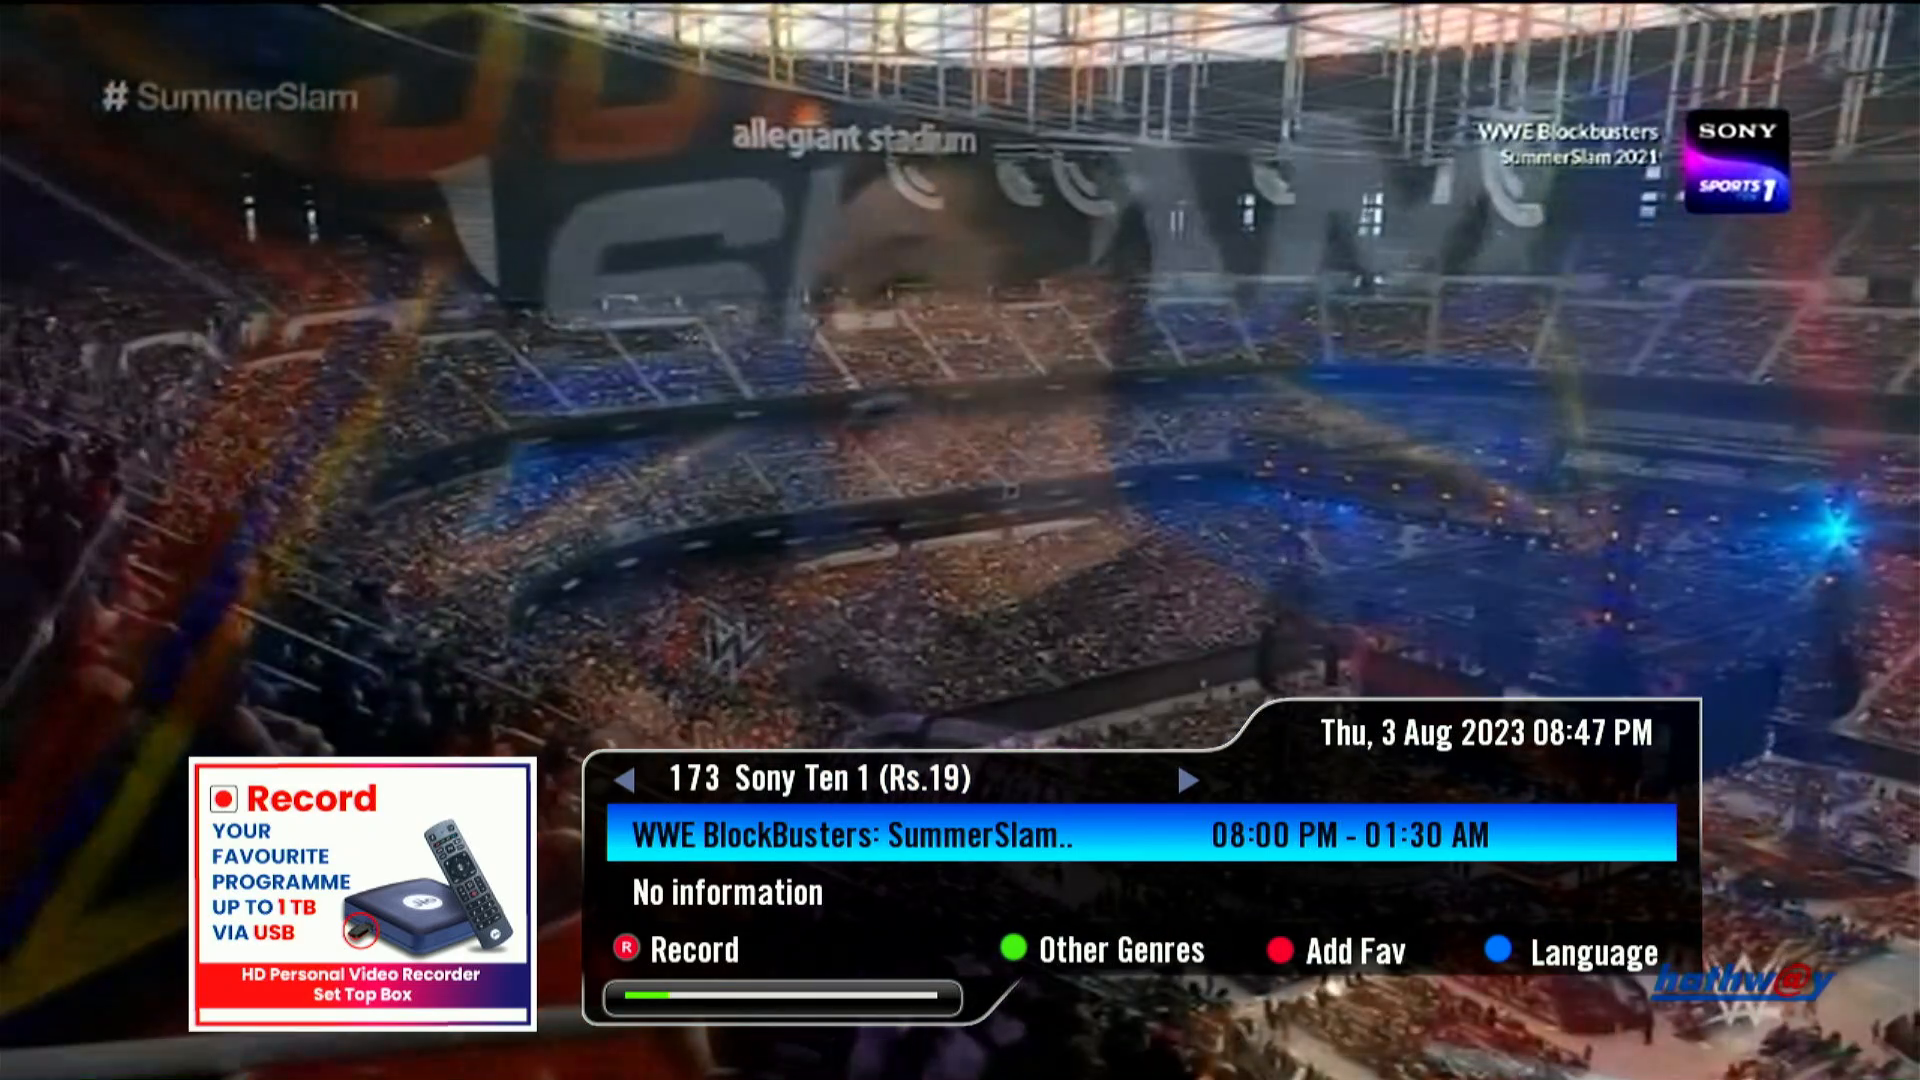 # SummerSlam
allegiant stadium
WWE Blockbusters
SummerSlam 2021
SONY
SPORTS
1
Thu, 3 Aug 2023 08:47 PM
173 Sony Ten 1 (Rs.19)
WWE BlockBusters: SummerSlam.. 08:00 PM - 01:30 AM
No information
R Record
Other Genres
Add Fav
Language
hathw@y
Record
YOUR
FAVOURITE
PROGRAMME
UP TO 1 TB
VIA USB
Jio
HD Personal Video Recorder
Set Top Box